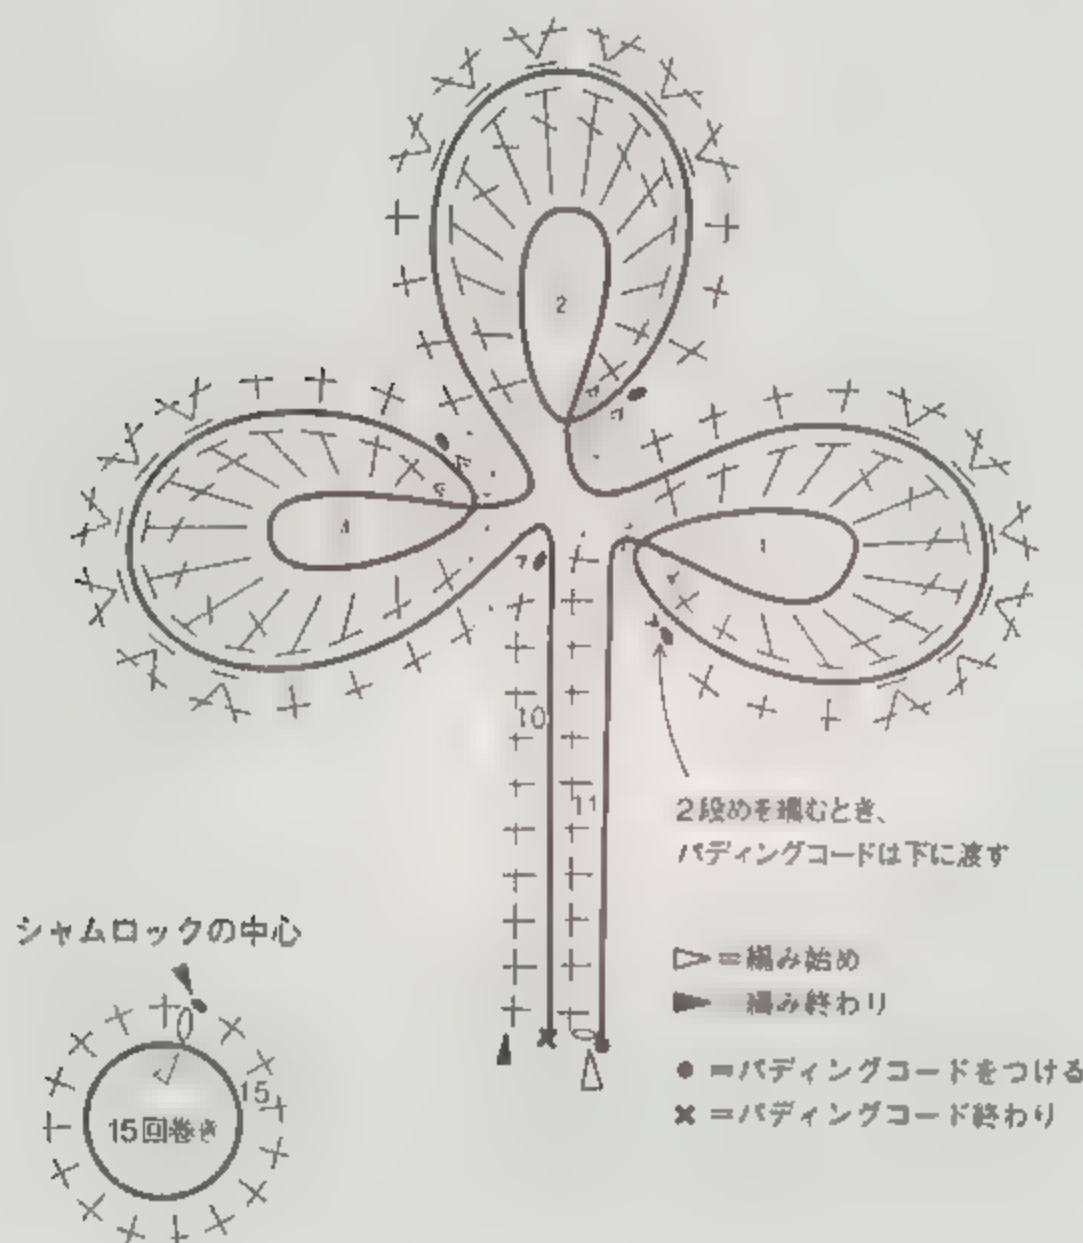 2
1
10
11
2段めを編むとき、
パディングコードは下に渡す
シャムロックの中心
15
15回巻き
=編み始め
編み終わり
=パディングコードをつける
=パディングコード終わり